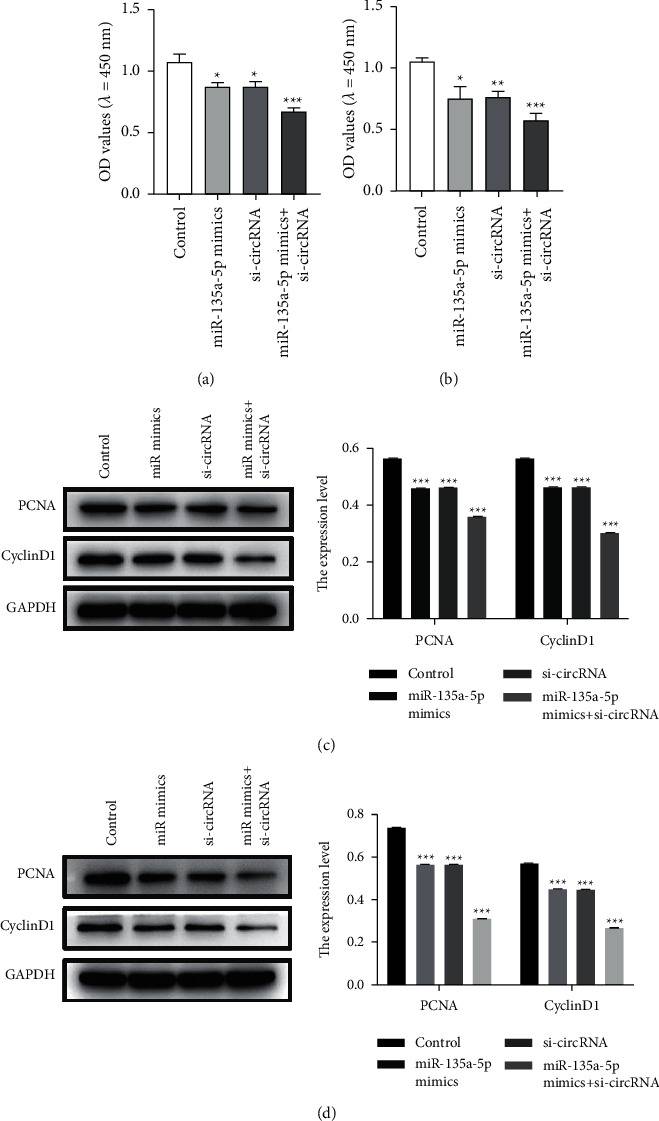 1.5
1.0
0.5
0.0
OD values (λ = 450 nm)
*
*
***
Control
miR-135a-5p mimics
si-circRNA
miR-135a-5p mimics+
si-circRNA
(a)
1.5
1.0
0.5
0.0
OD values (λ = 450 nm)
*
**
***
Control
miR-135a-5p mimics
si-circRNA
miR-135a-5p mimics+
si-circRNA
(b)
Control
miR mimics
si-circRNA
miR mimics+
si-circRNA
PCNA
CyclinD1
GAPDH
0.6
0.4
0.2
0.0
The expression level
*** ***
***
*** ***
***
PCNA
CyclinD1
Control
miR-135a-5p
mimics
si-circRNA
miR-135a-5p
mimics+si-circRNA
(c)
Control
miR mimics
si-circRNA
miR mimics+
si-circRNA
PCNA
CyclinD1
GAPDH
0.8
0.6
0.4
0.2
0.0
The expression level
*** ***
***
*** ***
***
PCNA
CyclinD1
Control
miR-135a-5p
mimics
si-circRNA
miR-135a-5p
mimics+si-circRNA
(d)